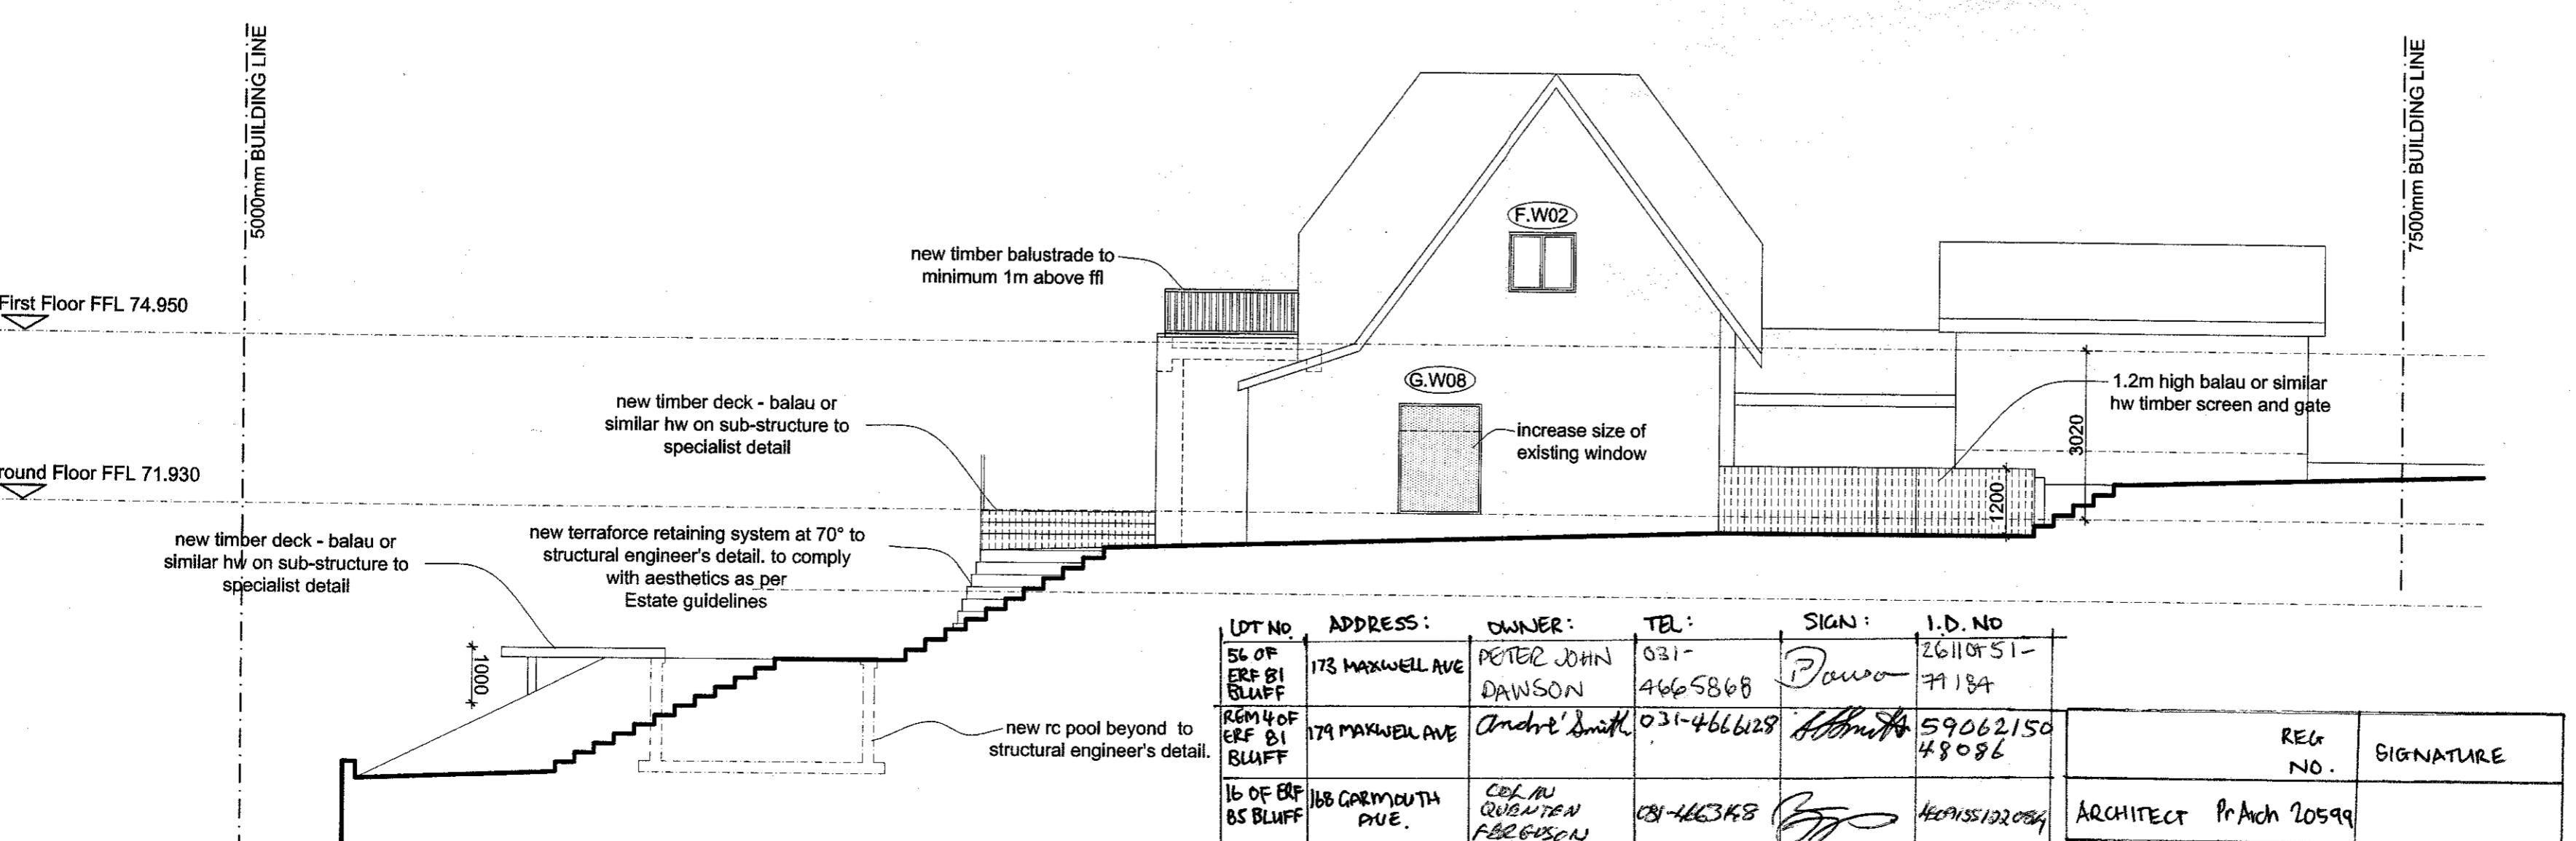 5000mm BUILDING LINE
7500mm BUILDING LINE
F.W02
new timber balustrade to
minimum 1m above ffl
First Floor FFL 74.950
G.W08
1.2m high balau or similar
hw timber screen and gate
new timber deck - balau or
similar hw on sub-structure to
specialist detail
increase size of
existing window
3020
round Floor FFL 71.930
1200
new terraforce retaining system at 70° to
structural engineer's detail. to comply
with aesthetics as per
Estate guidelines
new timber deck - balau or
similar hw on sub-structure to
specialist detail
1000
new rc pool beyond to
structural engineer's detail.
LOT NO ADDRESS: OWNER: TEL: SIGN: I.D. NO
56 OF
ERF 81
BLUFF
173 MAXWELL AVE
PETER JOHN
DAWSON
031-
4665868
REM 4 OF
ERF 81
BLUFF
179 MAXWELL AVE
André Smith
031-4666128
59062150
48086
16 OF ERF
85 BLUFF
168 GARMOUTH
AVE.
COLIN
QUENTEN
FERGUSON
REG
NO.
SIGNATURE
ARCHITECT Pr Arch 20599